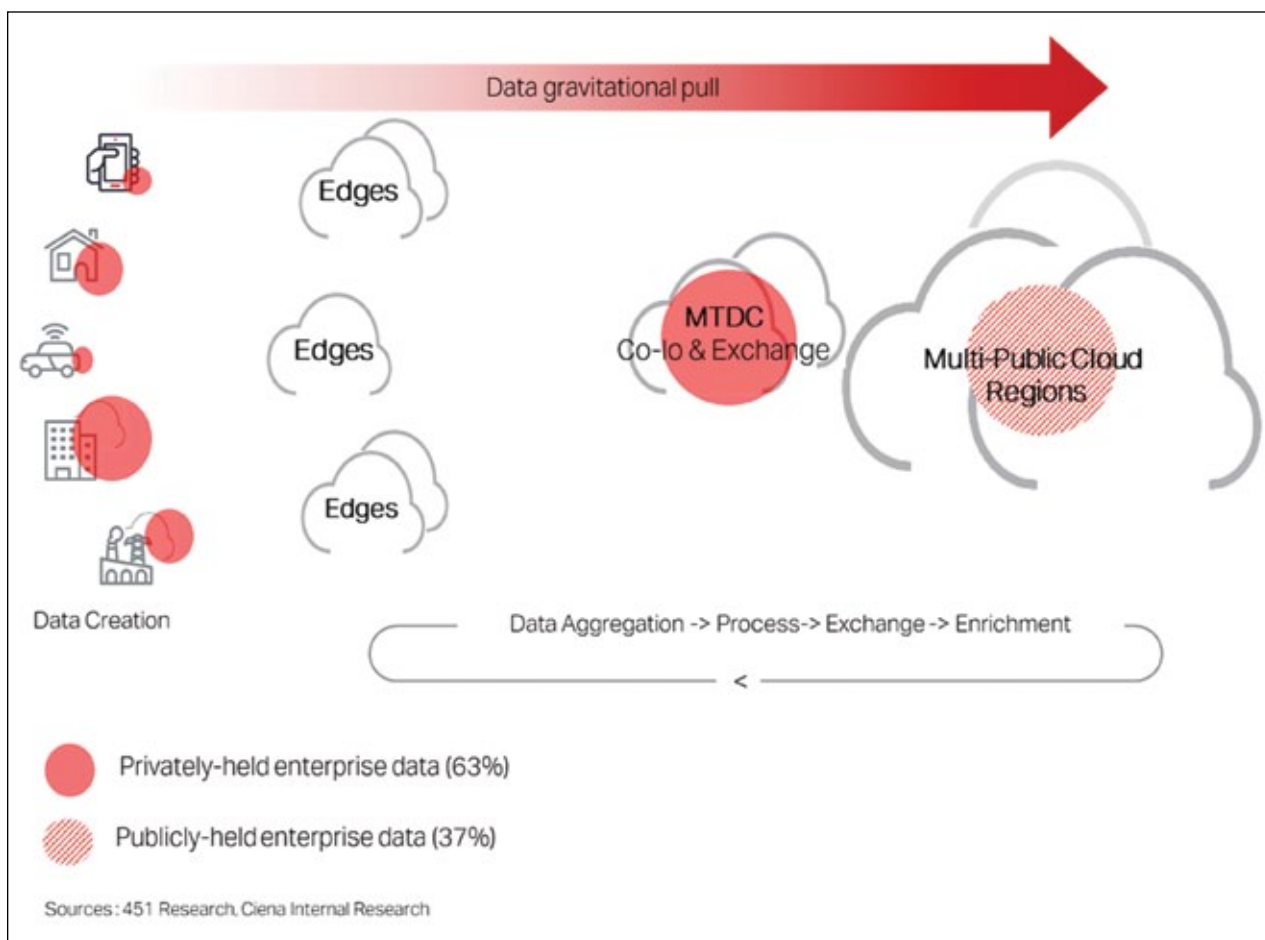 Data gravitational pull
Edges
Edges
MTDC
Co-lo & Exchange
Multi-Public Cloud
Regions
Edges
Data Creation
Data Aggregation -> Process-> Exchange -> Enrichment
<
Privately-held enterprise data (63%)
Publicly-held enterprise data (37%)
Sources: 451 Research, Ciena Internal Research